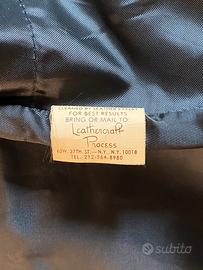 CLEANED BY LEATHER EXPERT
FOR BEST RESULTS
BRING OR MAIL TO:
Leathercraft
Process
60W. 37TH. ST.—N.Y., N.Y. 10018
TEL: 212-564-8980
subito